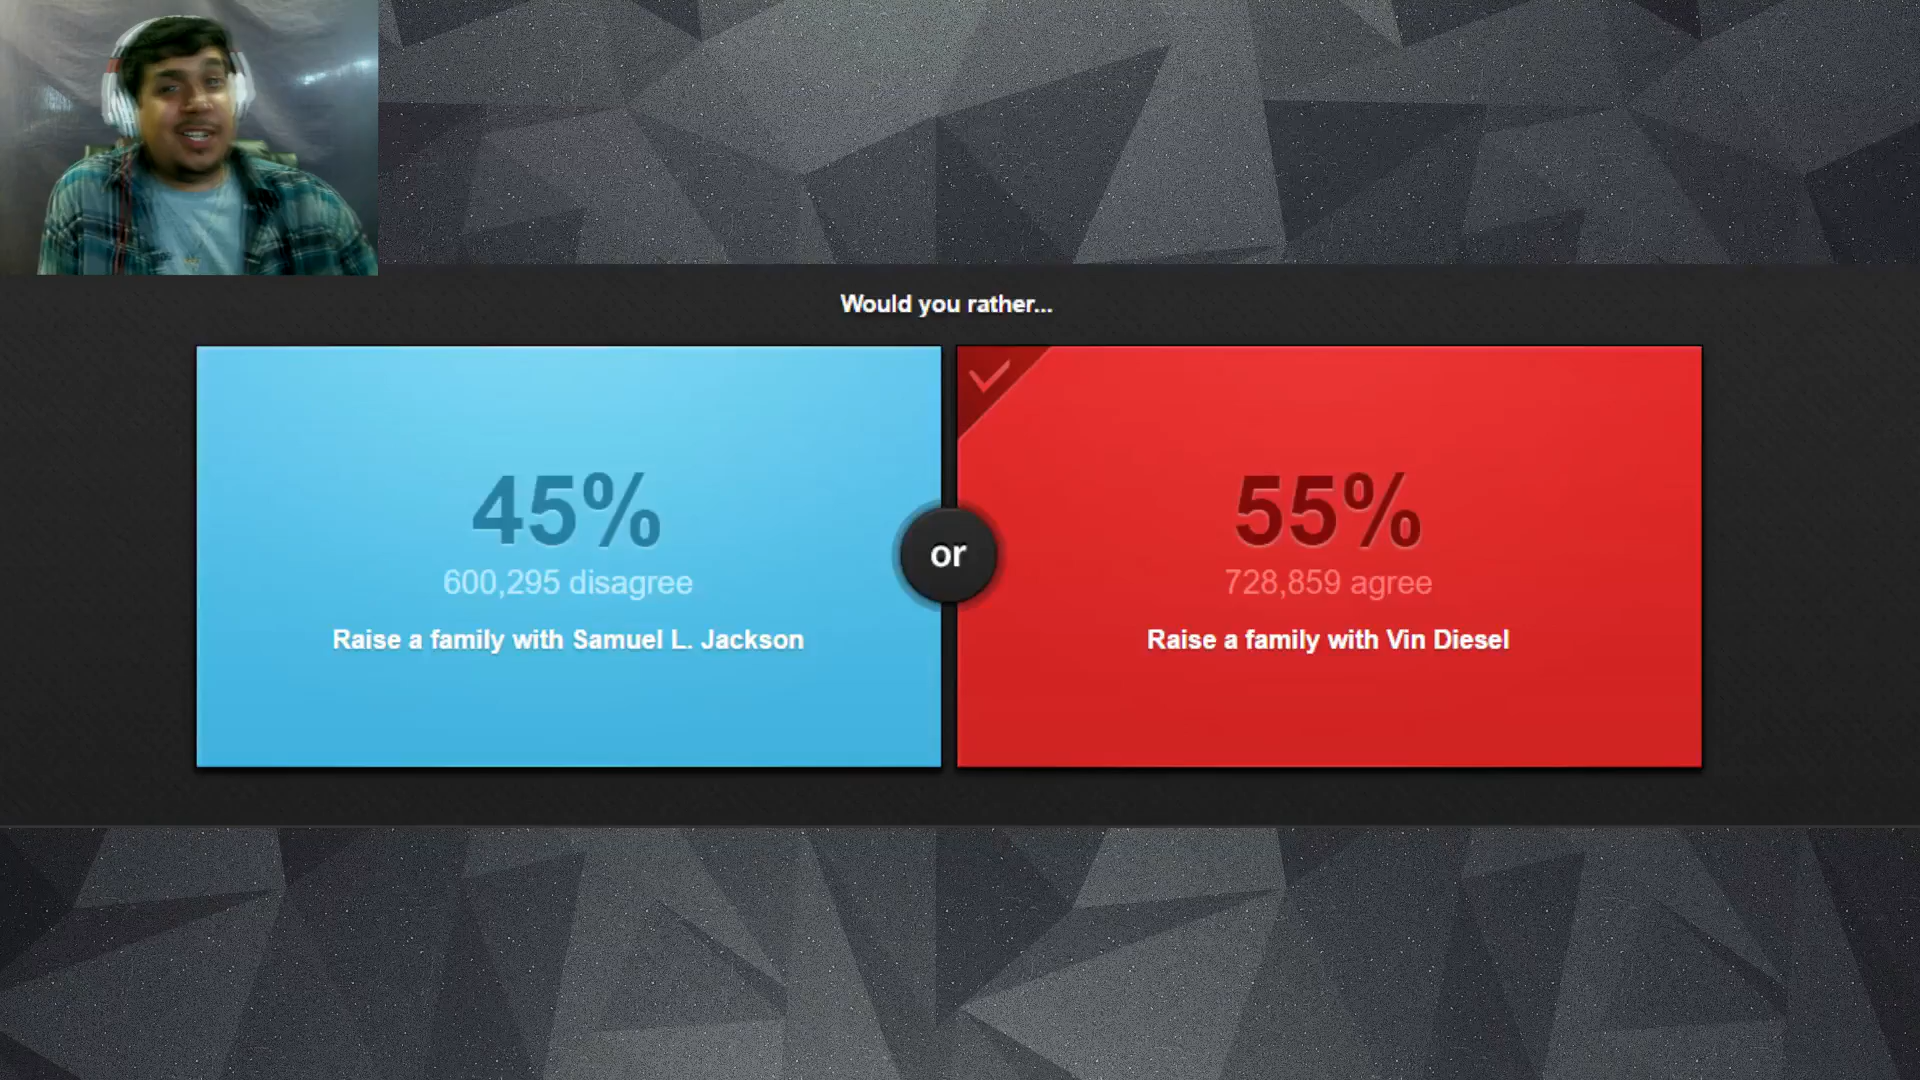 Would you rather...
45%
600,295 disagree
Raise a family with Samuel L. Jackson
or
55%
728,859 agree
Raise a family with Vin Diesel